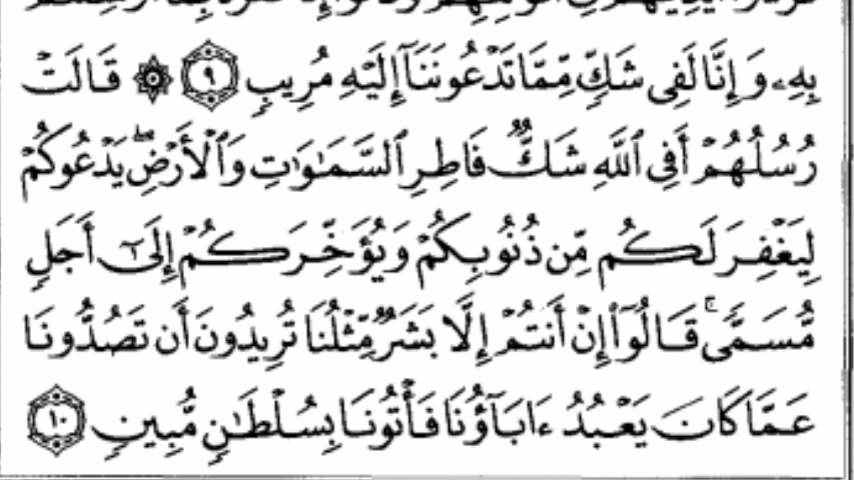 بِهِۦ وَإِنَّا لَفِى شَكٍّ مِّمَّا تَدْعُونَنَآ إِلَيْهِ مُرِيبٍ ٩ ۞ قَالَتْ
رُسُلُهُمْ أَفِى ٱللَّهِ شَكٌّ فَاطِرِ ٱلسَّمَـٰوَٰتِ وَٱلْأَرْضِ ۖ يَدْعُوكُمْ
لِيَغْفِرَ لَكُم مِّن ذُنُوبِكُمْ وَيُؤَخِّرَكُمْ إِلَىٰٓ أَجَلٍ
مُّسَمًّى ۚ قَالُوٓا۟ إِنْ أَنتُمْ إِلَّا بَشَرٌ مِّثْلُنَا تُرِيدُونَ أَن تَصُدُّونَا
عَمَّا كَانَ يَعْبُدُ ءَابَآؤُنَا فَأْتُونَا بِسُلْطَـٰنٍ مُّبِينٍ ١٠